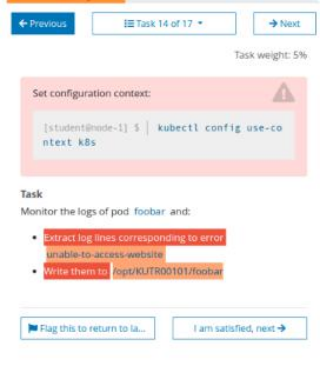 Previous
Task 14 of 17
Next
Task weight: 5%
Set configuration context:
[student@node-1] $ | kubectl config use-co
ntext k8s
Task
Monitor the logs of pod foobar and:
Extract log lines corresponding to error
unable-to-access-website
Write them to /opt/KUTR00101/foobar
Flag this to return to la...
I am satisfied, next